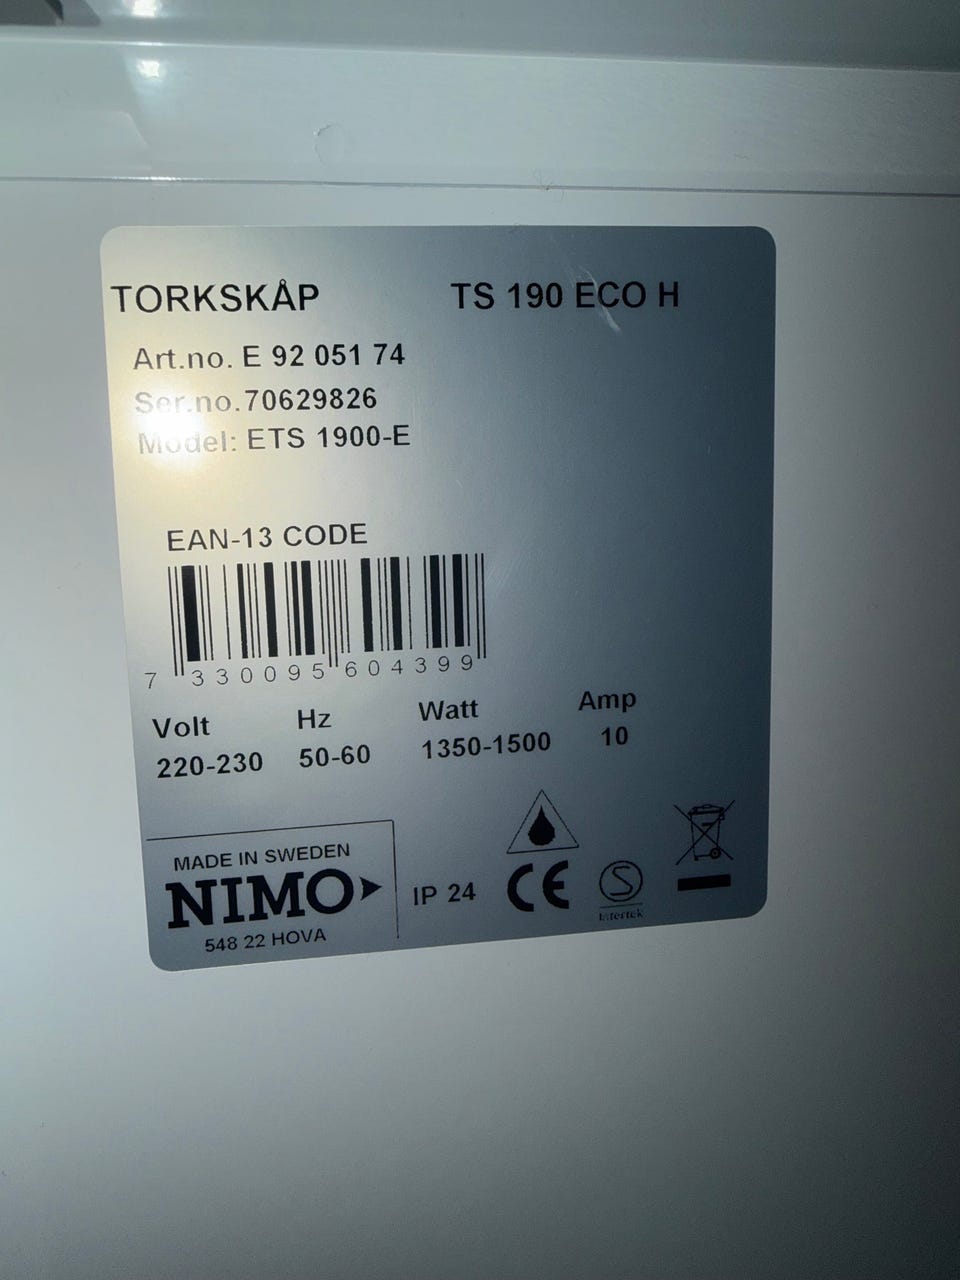 TORKSKÅP TS 190 ECO H
Art.no. E 92 051 74
Ser.no. 70629826
Model: ETS 1900-E
EAN-13 CODE
7 330095 604399
Volt Hz Watt Amp
220-230 50-60 1350-1500 10
MADE IN SWEDEN
NIMO
548 22 HOVA
IP 24
CE
S
Intertek